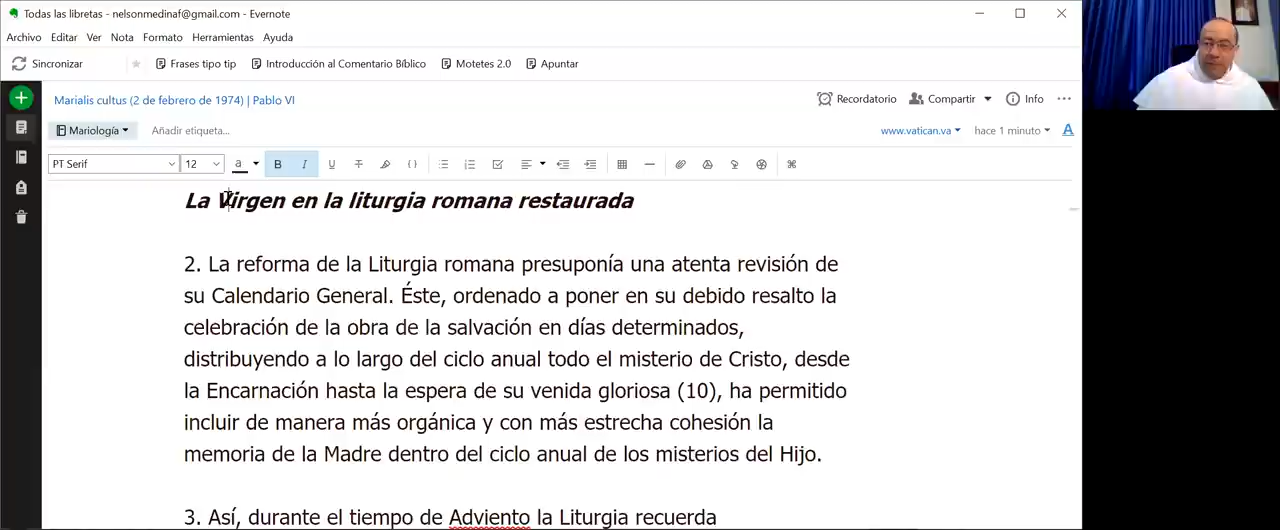 Todas las libretas - nelsonmedinaf@gmail.com - Evernote
Archivo Editar Ver Nota Formato Herramientas Ayuda
Sincronizar Frases tipo tip Introducción al Comentario Bíblico Motetes 2.0 Apuntar
Marialis cultus (2 de febrero de 1974) | Pablo VI Recordatorio Compartir Info
Mariología Añadir etiqueta... www.vatican.va hace 1 minuto A
PT Serif 12 a B I U T
La Virgen en la liturgia romana restaurada
2. La reforma de la Liturgia romana presuponía una atenta revisión de
su Calendario General. Éste, ordenado a poner en su debido resalto la
celebración de la obra de la salvación en días determinados,
distribuyendo a lo largo del ciclo anual todo el misterio de Cristo, desde
la Encarnación hasta la espera de su venida gloriosa (10), ha permitido
incluir de manera más orgánica y con más estrecha cohesión la
memoria de la Madre dentro del ciclo anual de los misterios del Hijo.
3. Así, durante el tiempo de Adviento la Liturgia recuerda